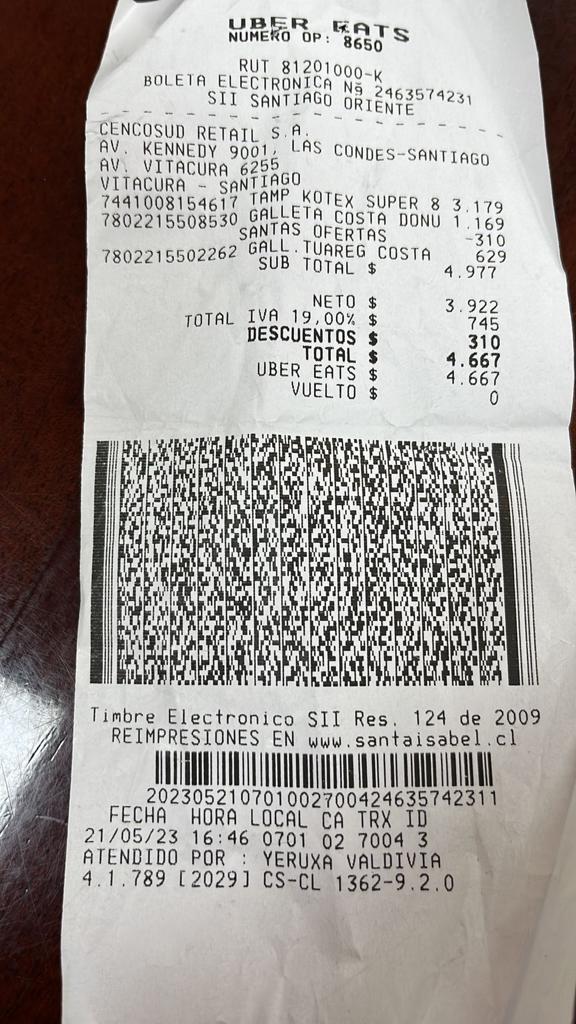 UBER EATS
NUMERO OP: 8650
RUT 81201000-K
BOLETA ELECTRONICA Nº 2463574231
SII SANTIAGO ORIENTE
CENCOSUD RETAIL S.A.
AV. KENNEDY 9001, LAS CONDES-SANTIAGO
AV. VITACURA 6255
VITACURA - SANTIAGO
7441008154617 TAMP KOTEX SUPER 8 3.179
7802215508530 GALLETA COSTA DONU 1.169
SANTAS OFERTAS -310
7802215502262 GALL.TUAREG COSTA 629
SUB TOTAL $ 4.977
NETO $ 3.922
TOTAL IVA 19,00% $ 745
DESCUENTOS $ 310
TOTAL $ 4.667
UBER EATS $ 4.667
VUELTO $ 0
Timbre Electronico SII Res. 124 de 2009
REIMPRESIONES EN www.santaisabel.cl
202305210701002700424635742311
FECHA HORA LOCAL CA TRX ID
21/05/23 16:46 0701 02 7004 3
ATENDIDO POR : YERUXA VALDIVIA
4.1.789 [2029] CS-CL 1362-9.2.0